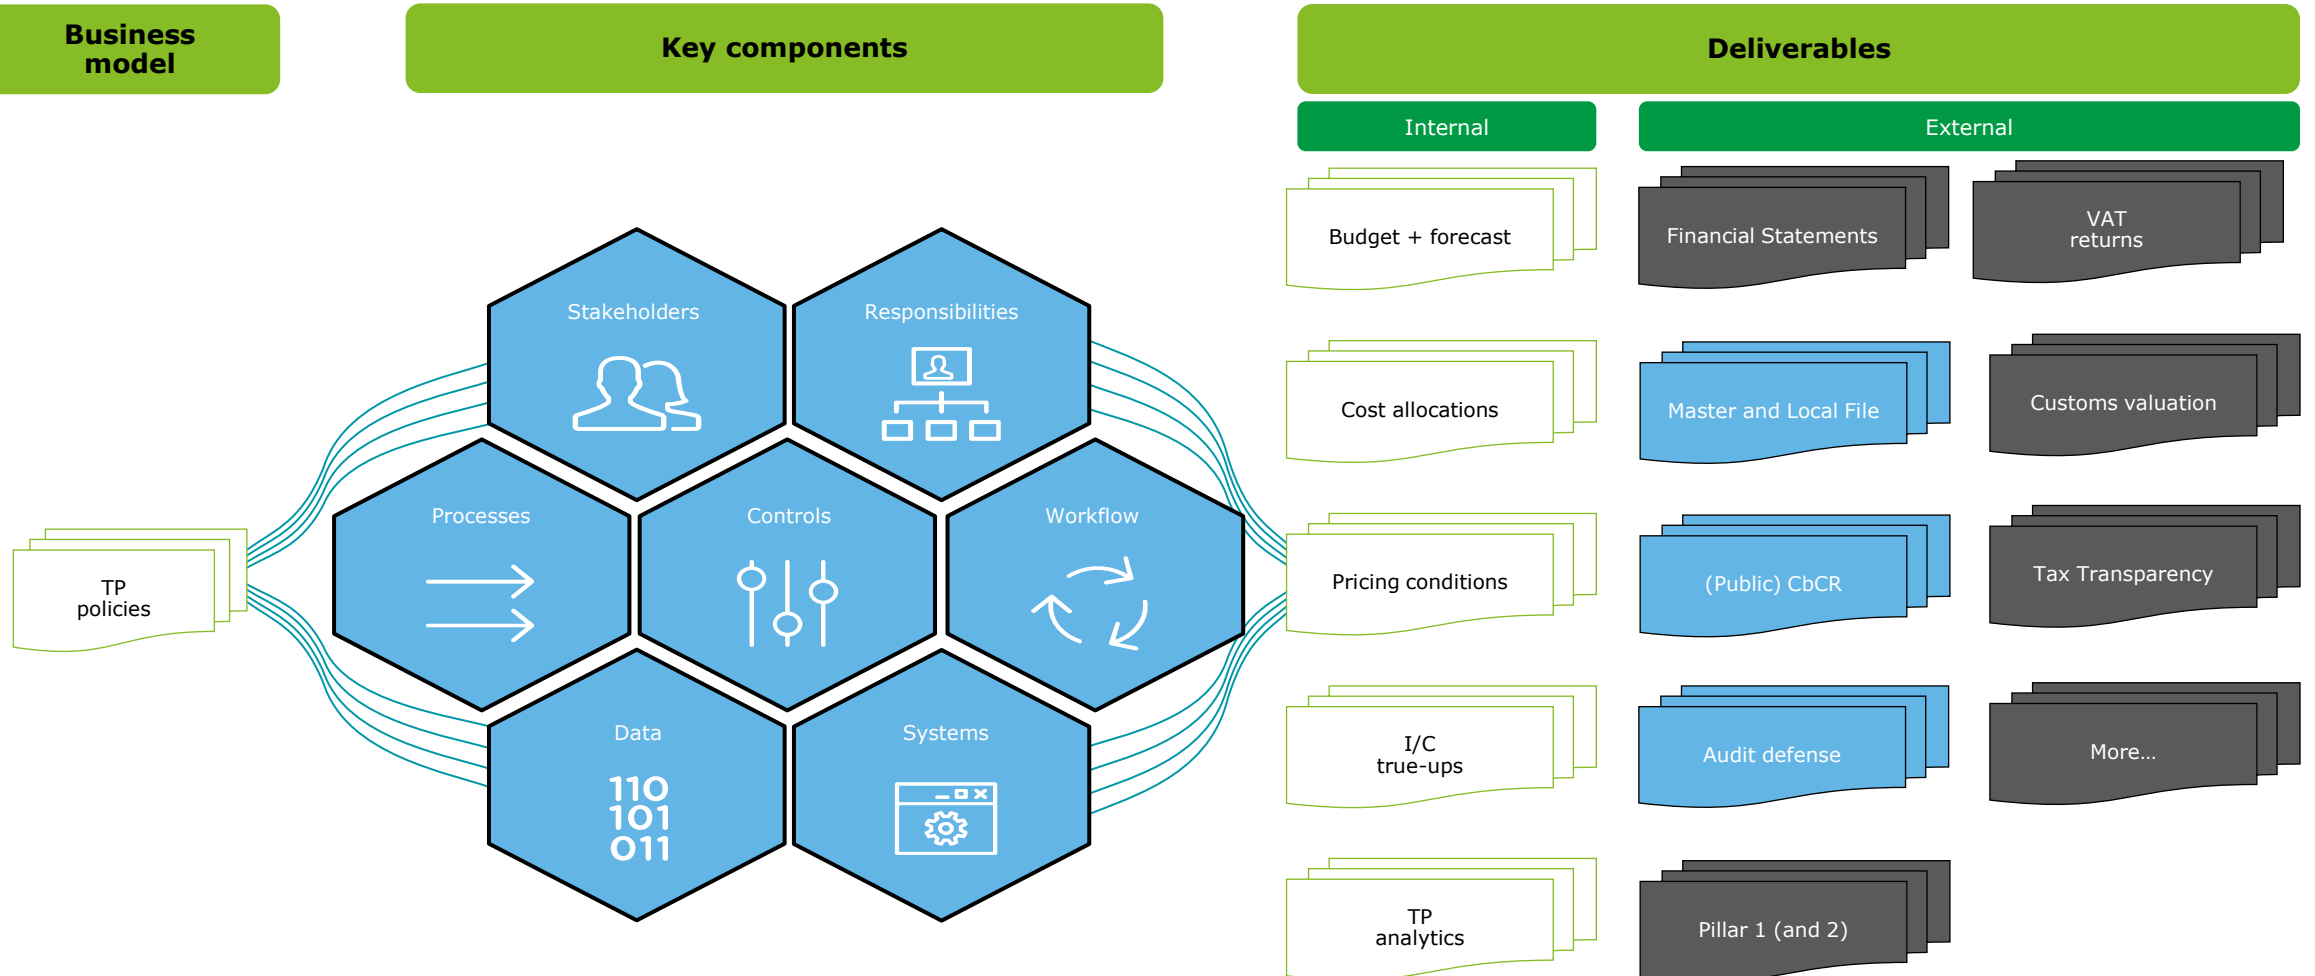 Business
model
Key components
Deliverables
Internal
External
Stakeholders
Responsibilities
Processes
Controls
Workflow
Data
110
101
011
Systems
TP
policies
Budget + forecast
Cost allocations
Pricing conditions
I/C
true-ups
TP
analytics
Financial Statements
Master and Local File
(Public) CbCR
Audit defense
Pillar 1 (and 2)
VAT
returns
Customs valuation
Tax Transparency
More...